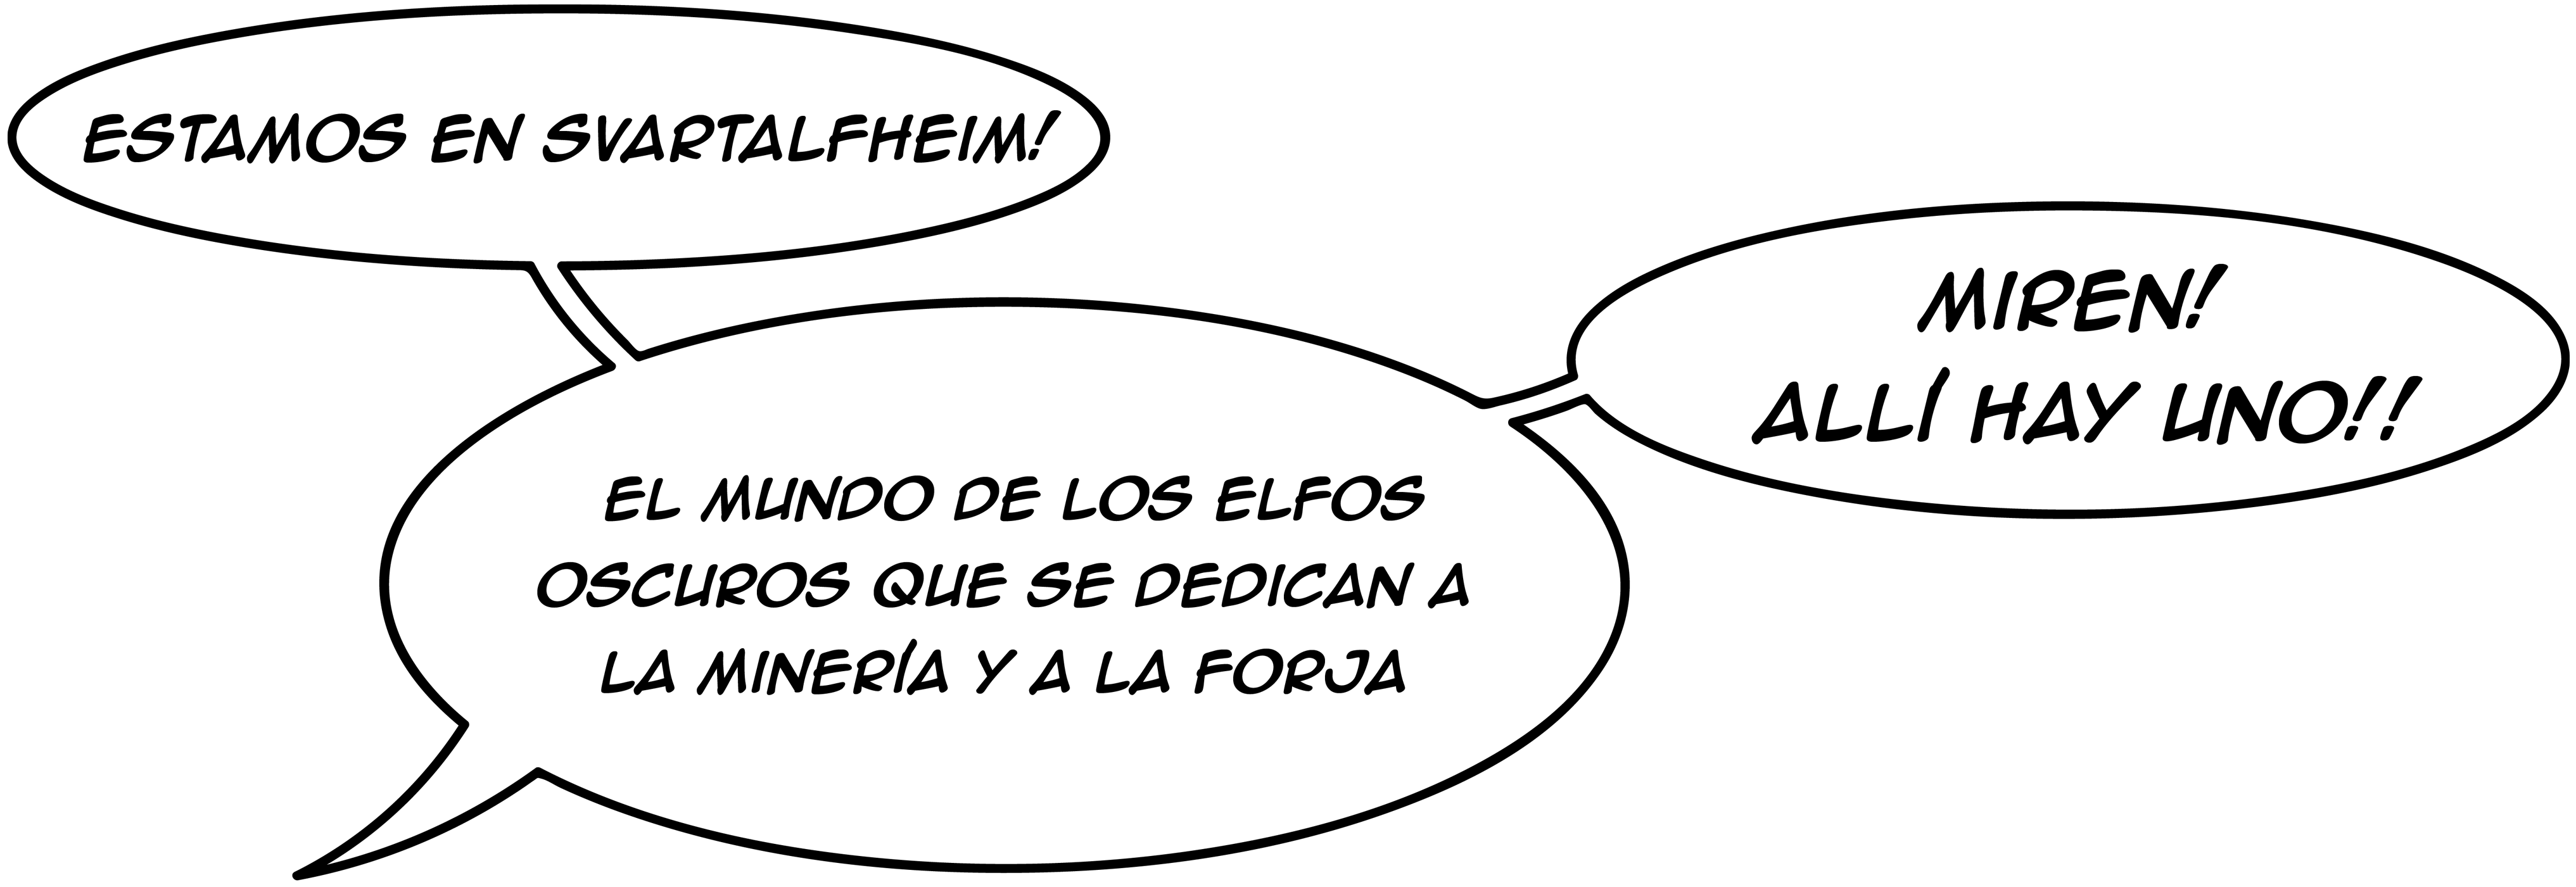 ESTAMOS EN SVARTALFHEIM!
EL MUNDO DE LOS ELFOS
OSCUROS QUE SE DEDICAN A
LA MINERÍA Y A LA FORJA
MIREN!
ALLÍ HAY UNO!!